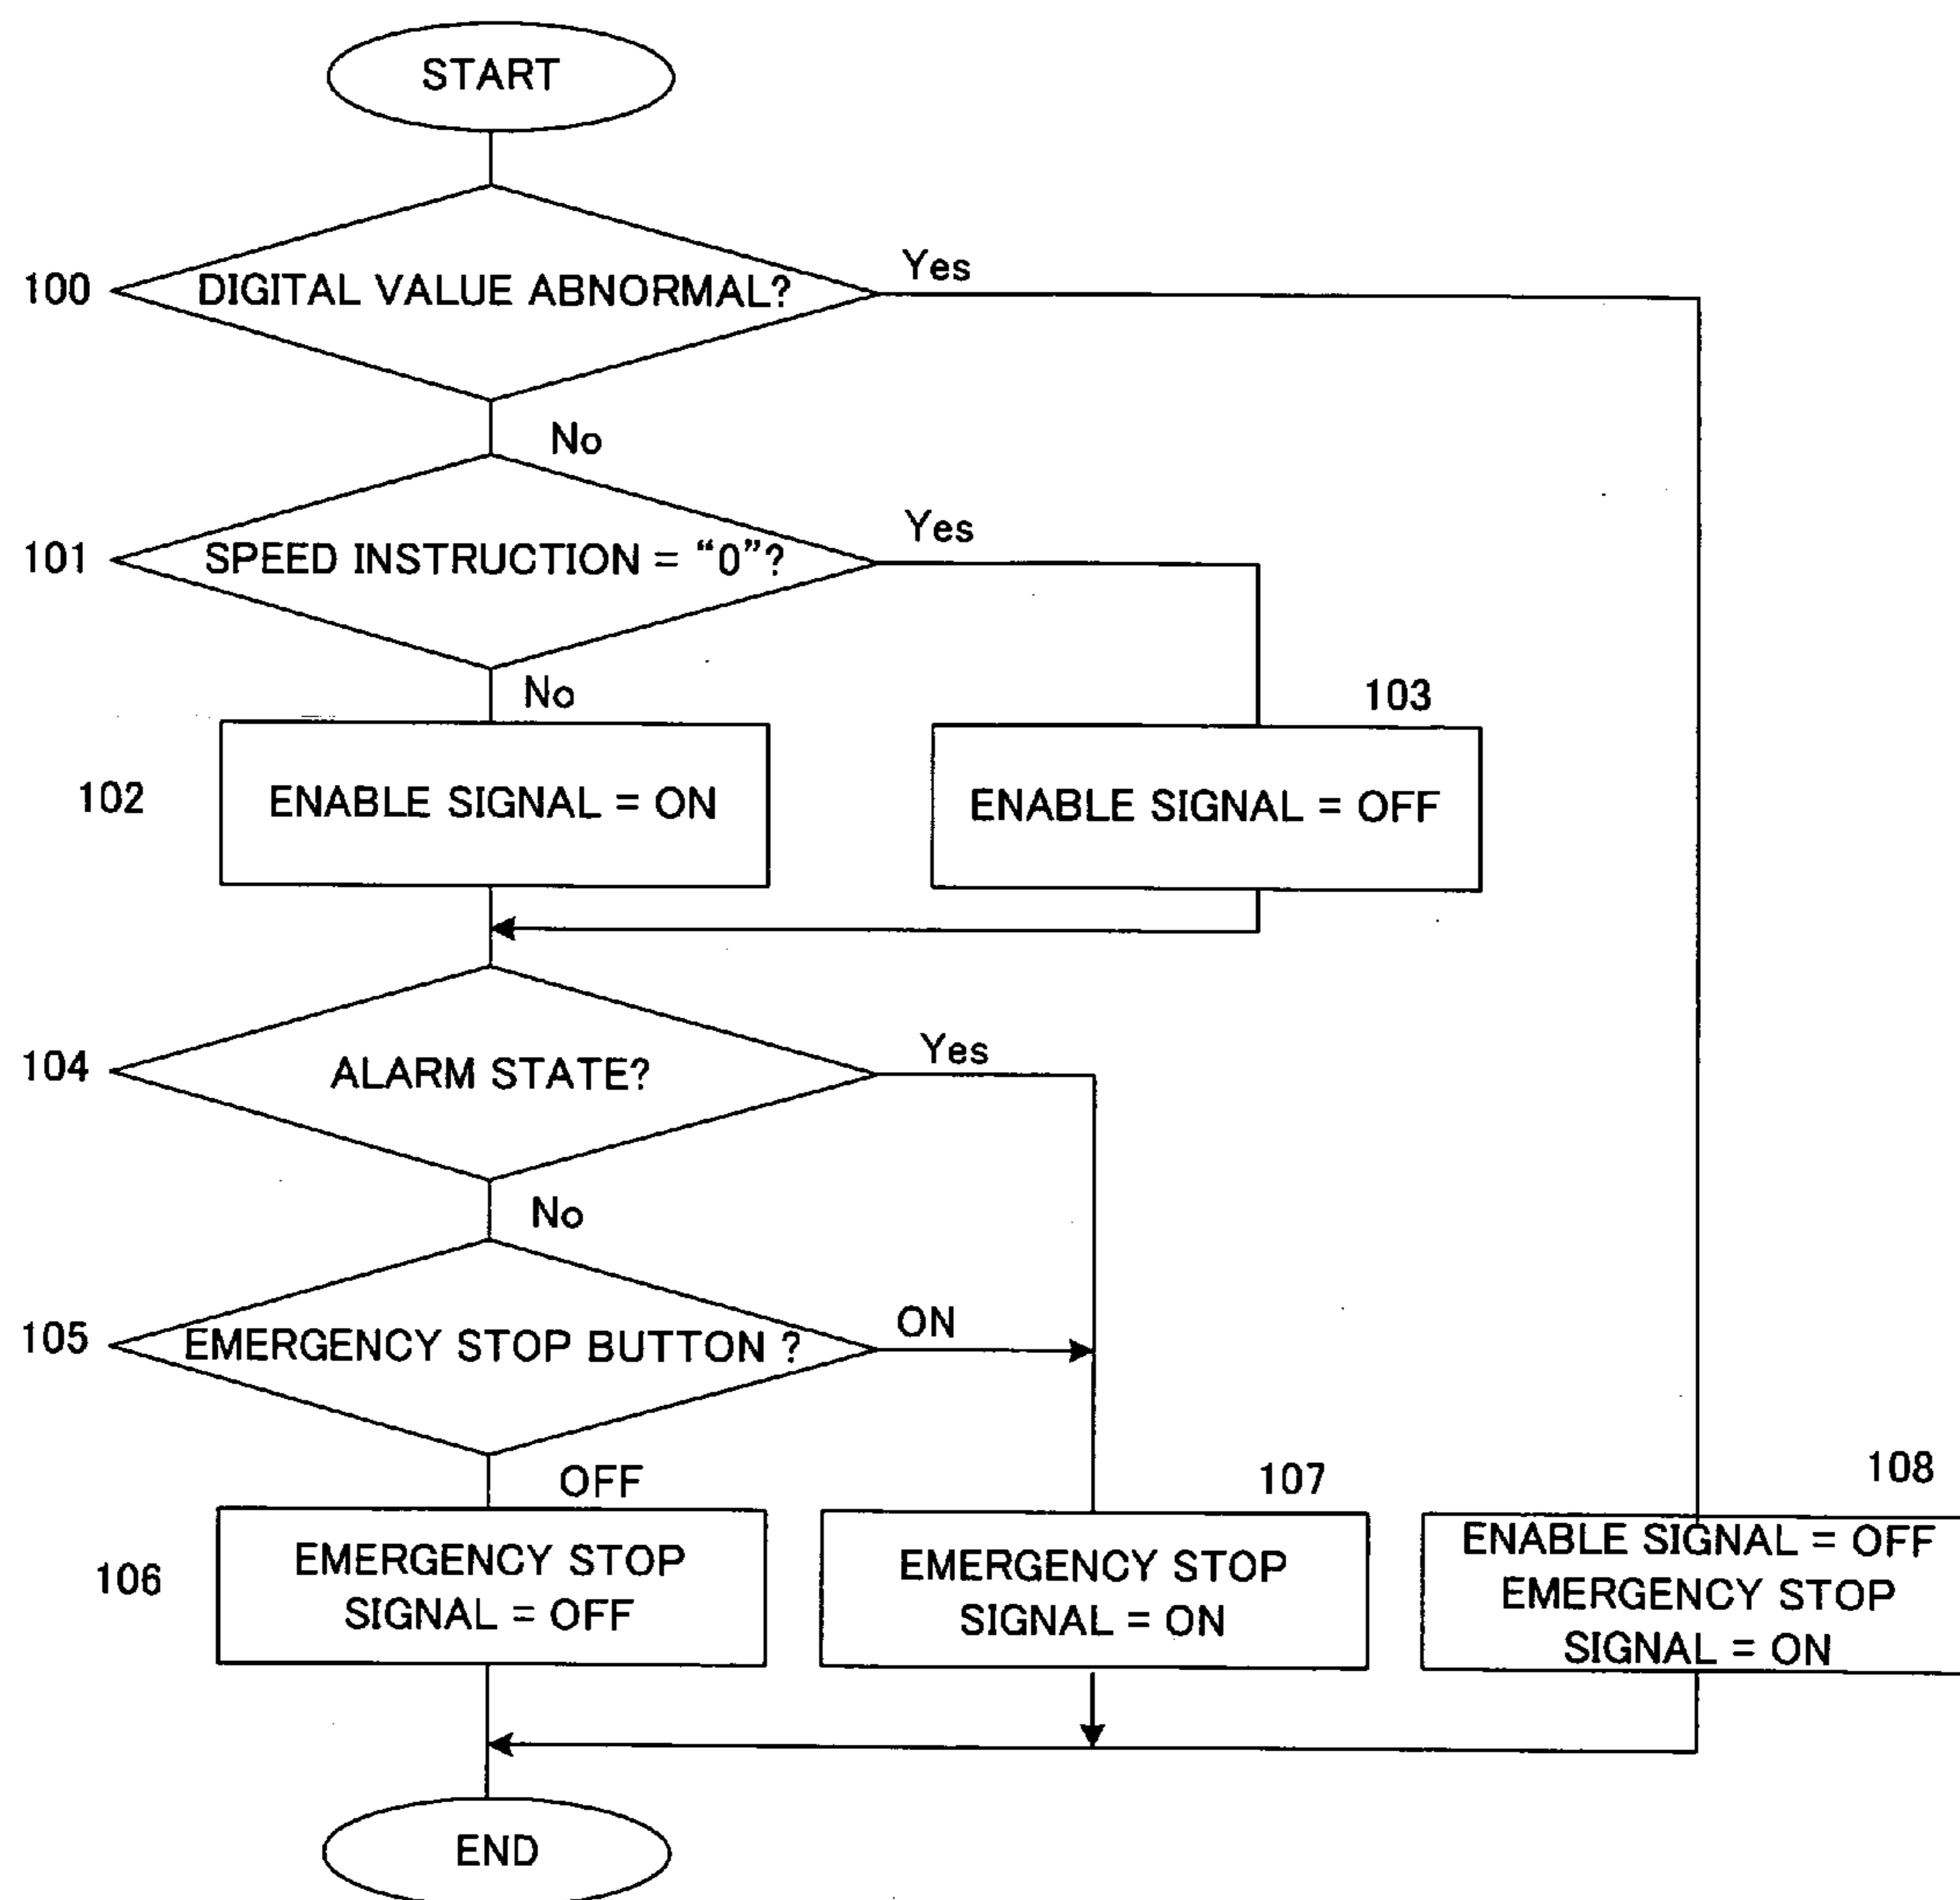 START
100
DIGITAL VALUE ABNORMAL?
Yes
No
101
SPEED INSTRUCTION = “0”?
Yes
No
103
102
ENABLE SIGNAL = ON
ENABLE SIGNAL = OFF
104
ALARM STATE?
Yes
No
105
EMERGENCY STOP BUTTON ?
ON
OFF
107
108
106
EMERGENCY STOP
SIGNAL = OFF
EMERGENCY STOP
SIGNAL = ON
ENABLE SIGNAL = OFF
EMERGENCY STOP
SIGNAL = ON
END